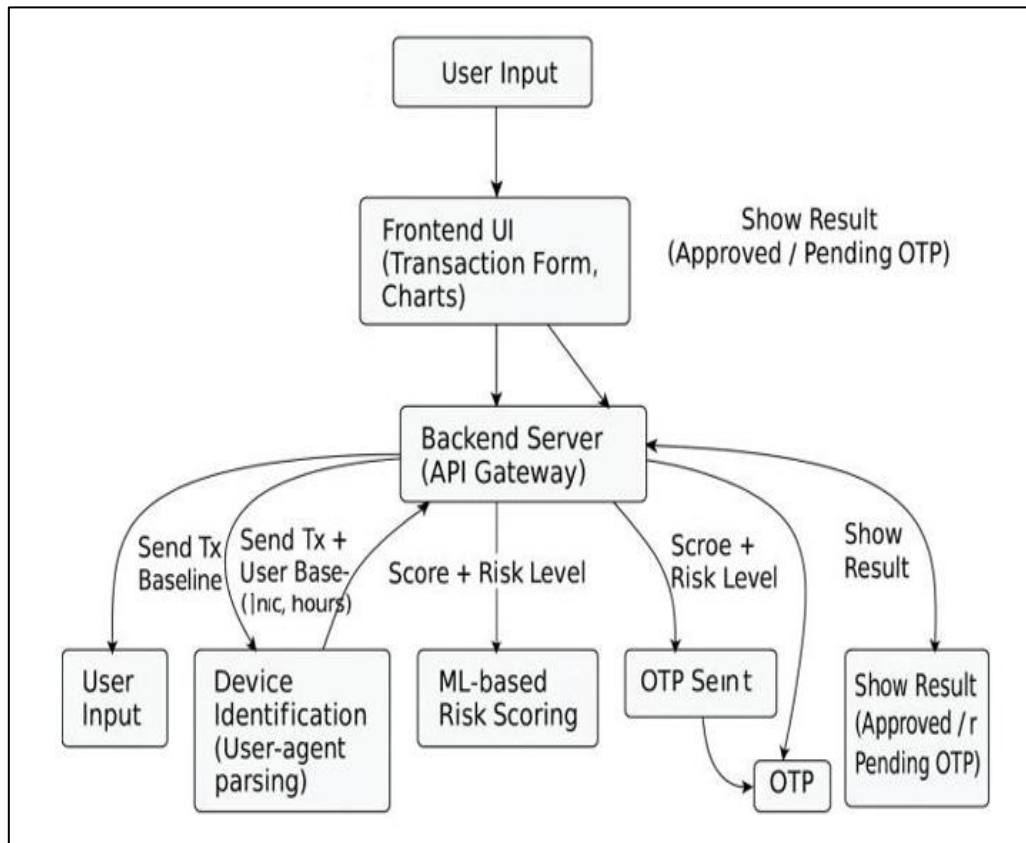 User Input
Frontend UI
(Transaction Form,
Charts)
Show Result
(Approved / Pending OTP)
Backend Server
(API Gateway)
Send Tx
Baseline
Send Tx +
User Base-
hours)
Score + Risk Level
Scroe +
Risk Level
Show
Result
User
Input
Device
Identification
(User-agent
parsing)
ML-based
Risk Scoring
OTP Seint
OTP
Show Result
(Approved / r
Pending OTP)